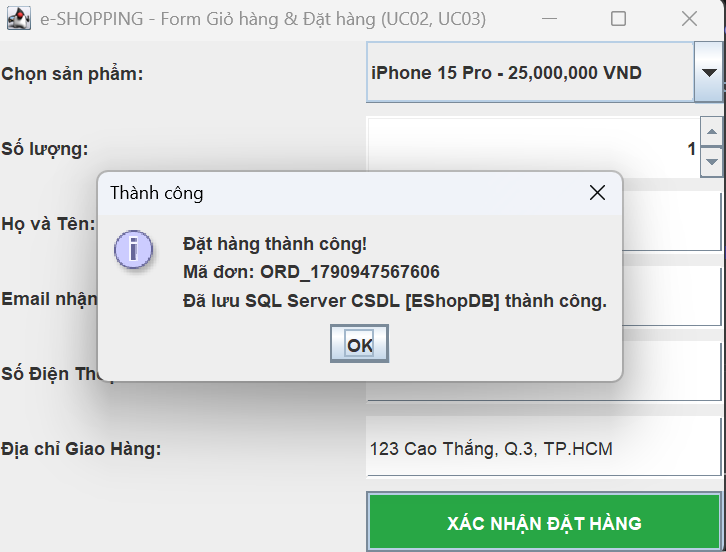 e-SHOPPING - Form Giỏ hàng & Đặt hàng (UC02, UC03)
Chọn sản phẩm:
iPhone 15 Pro - 25,000,000 VND
Số lượng:
1
Thành công
Họ và Tên:
Đặt hàng thành công!
Mã đơn: ORD_1790947567606
Email nhận
Đã lưu SQL Server CSDL [EShopDB] thành công.
OK
Số Điện
Địa chỉ Giao Hàng:
123 Cao Thắng, Q.3, TP.HCM
XÁC NHẬN ĐẶT HÀNG